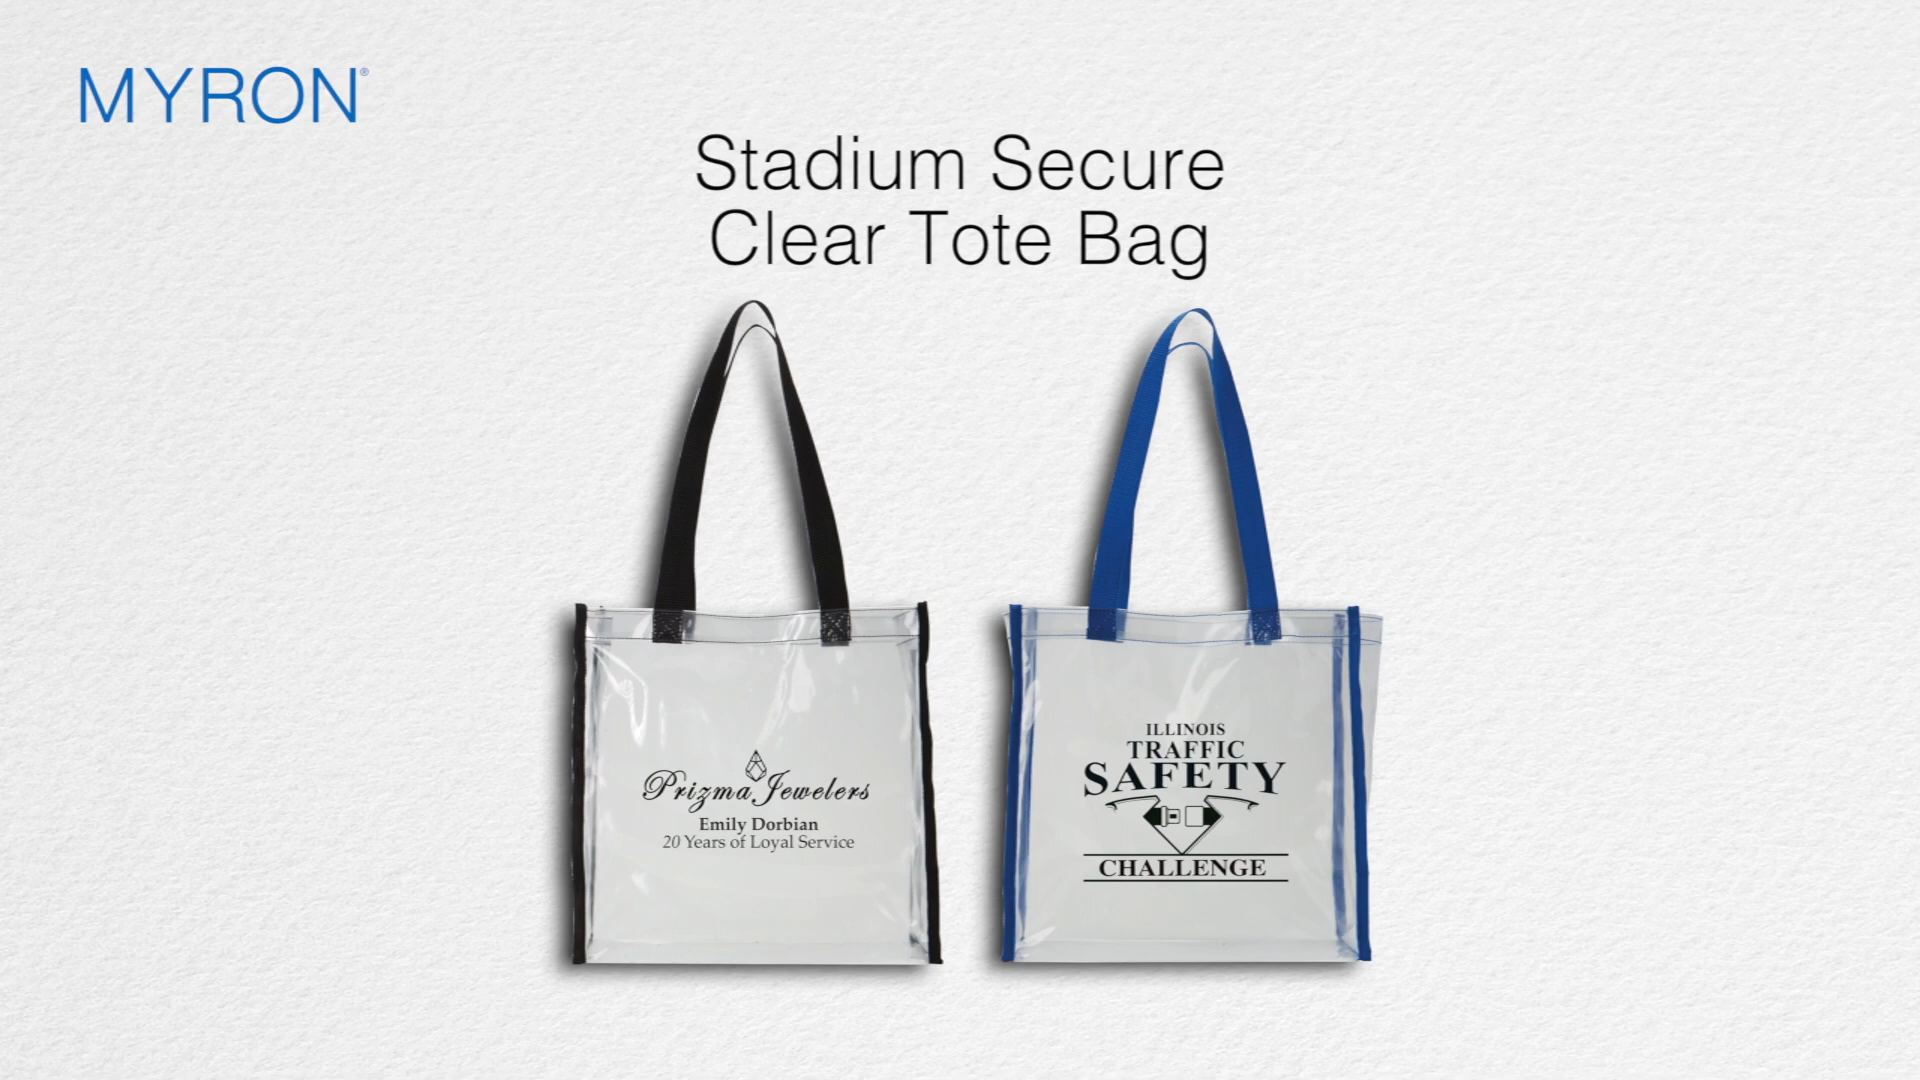 MYRON®
Stadium Secure
Clear Tote Bag
Prizma Jewelers
Emily Dorbian
20 Years of Loyal Service
ILLINOIS
TRAFFIC
SAFETY
CHALLENGE